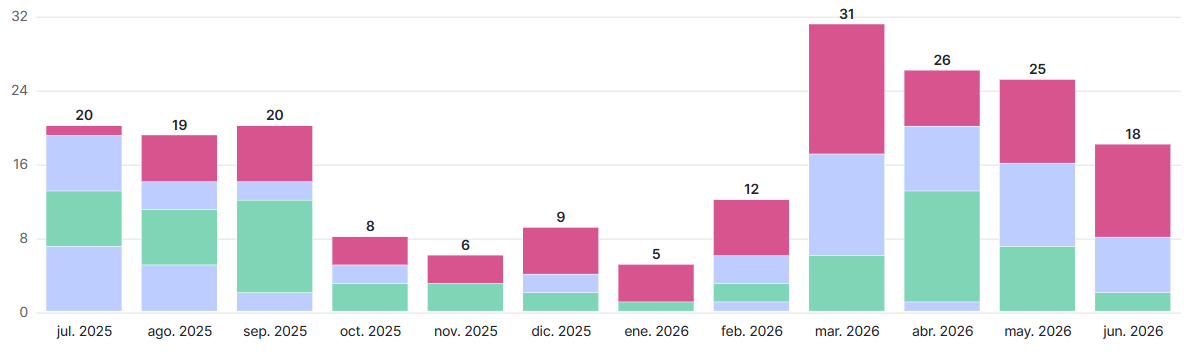 32
24
16
8
0
20
19
20
8
6
9
5
12
31
26
25
18
jul. 2025
ago. 2025
sep. 2025
oct. 2025
nov. 2025
dic. 2025
ene. 2026
feb. 2026
mar. 2026
abr. 2026
may. 2026
jun. 2026